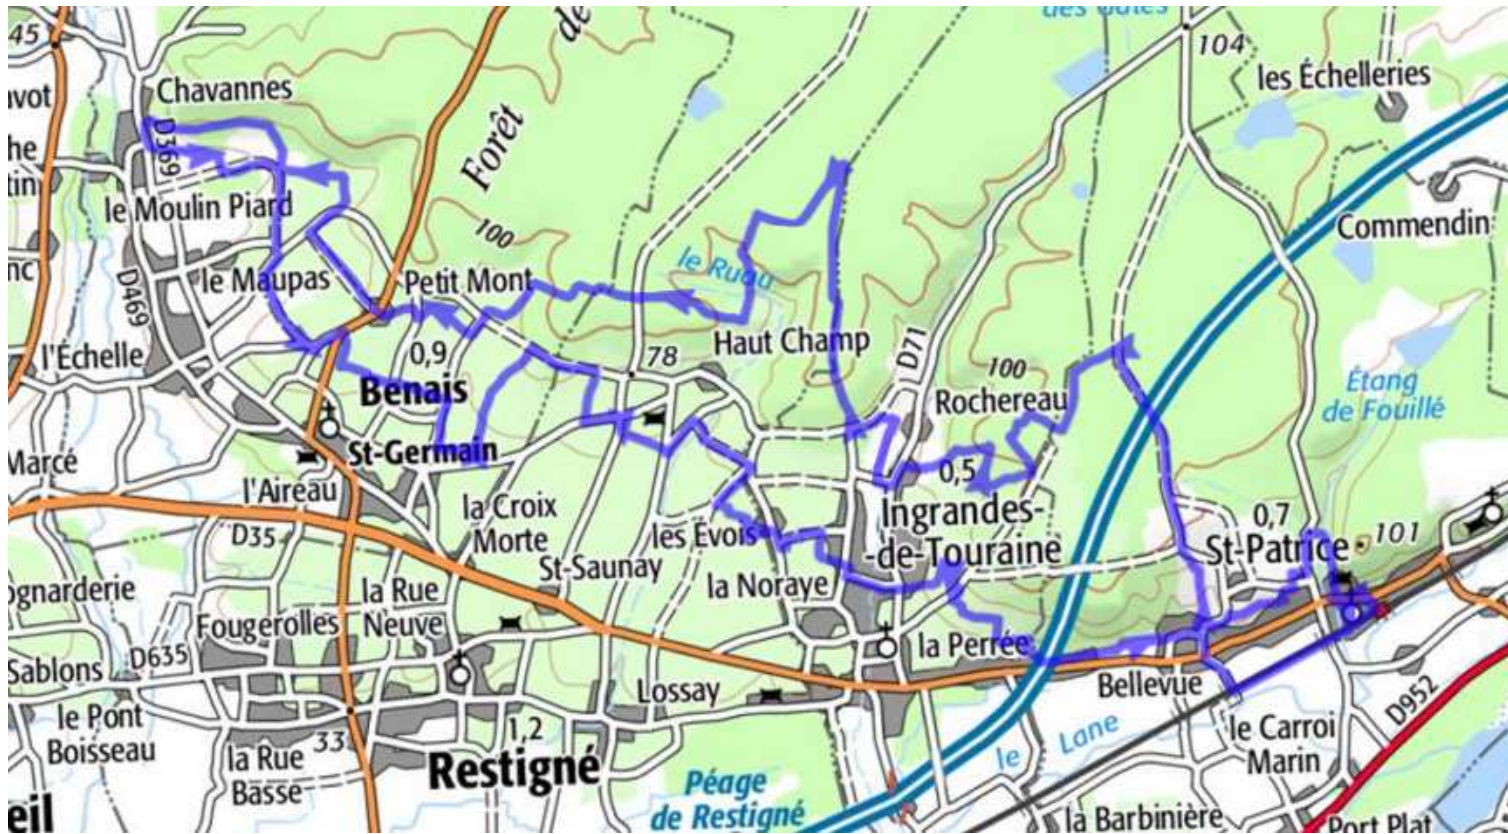 45
des Gates
104
les Échelleries
Chavannes
de
Forêt
D369
le Moulin Piard
100
Commendin
le Ruau
le Maupas
Petit Mont
D469
l'Échelle
0,9
78
Haut Champ
D71
100
Rochereau
Étang
de Fouillé
Benais
Marcé
St-Germain
l'Aireau
la Croix
Morte
0,5
Ingrandes-
-de-Touraine
0,7
St-Patrice
101
D35
les Évois
St-Saunay
la Noraye
la Rue
Neuve
Fougerolles
la Perrée
Sablons
D635
Lossay
Bellevue
le Pont
Boisseau
la Rue
Basse
33
1,2
Restigné
le Lane
le Carroi
Marin
D952
Péage
de Restigné
la Barbinière
Port Plat